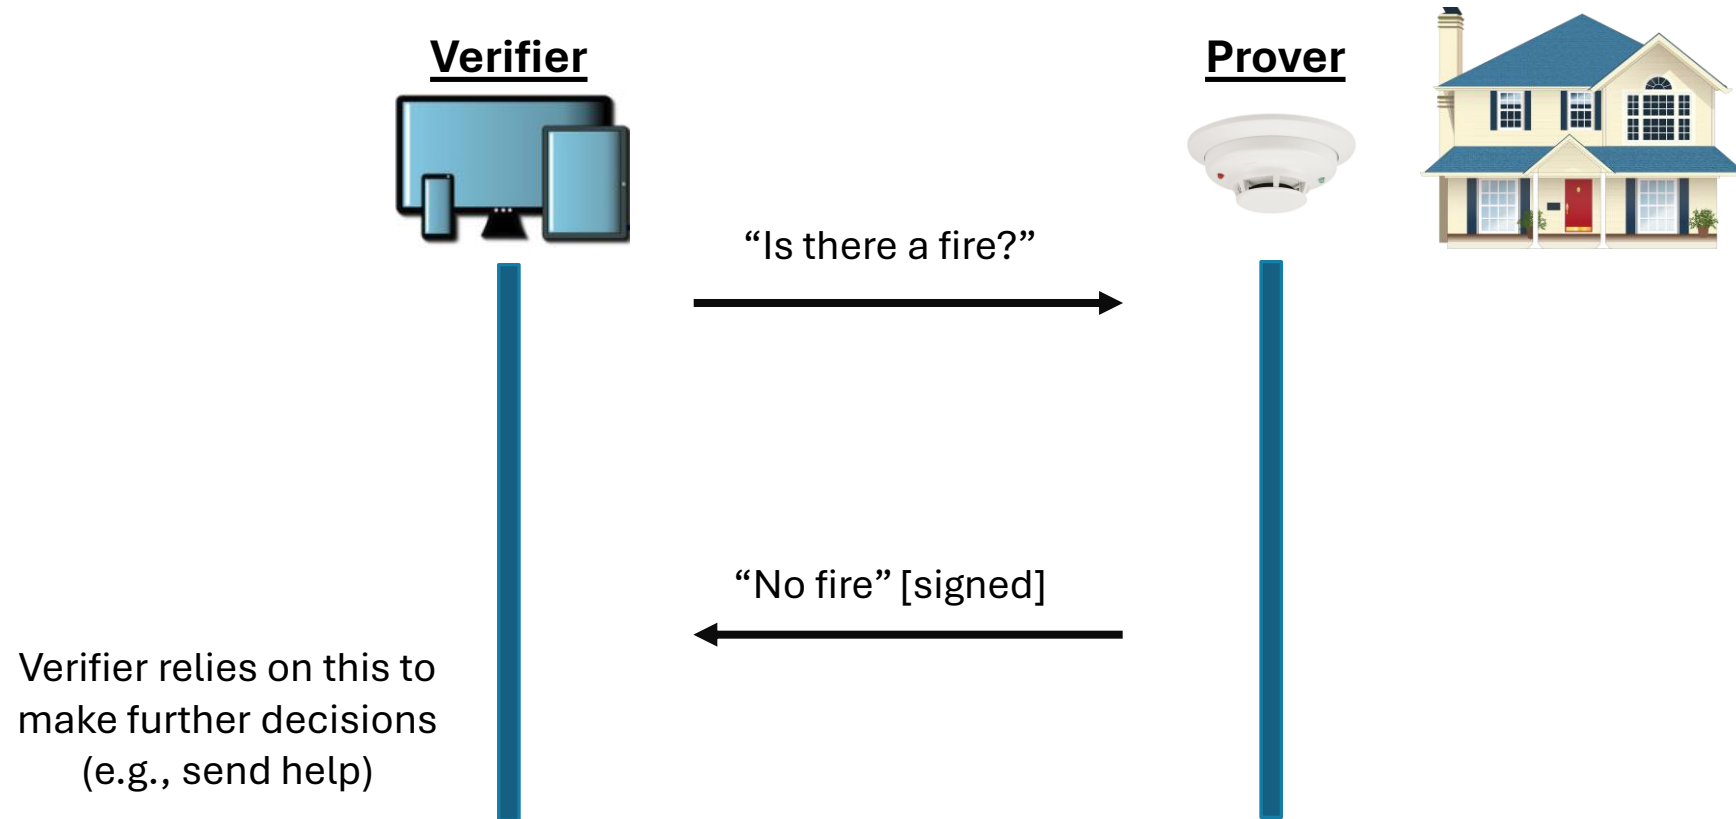 Verifier
Prover
“Is there a fire?”
“No fire” [signed]
Verifier relies on this to
make further decisions
(e.g., send help)